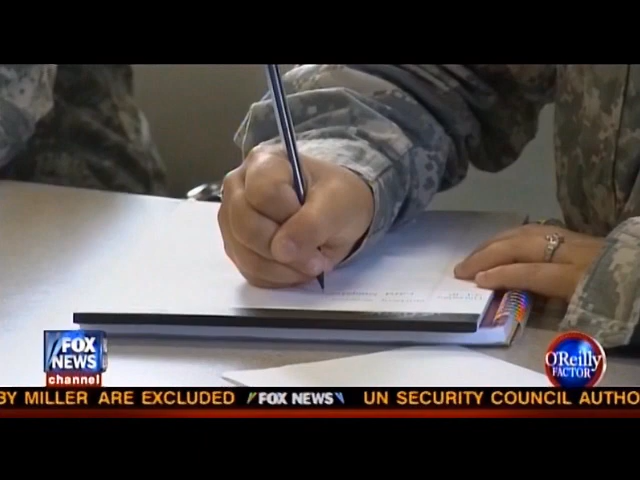 FOX
NEWS
channel
O'REILLY
FACTOR
BY MILLER ARE EXCLUDED FOX NEWS UN SECURITY COUNCIL AUTHO